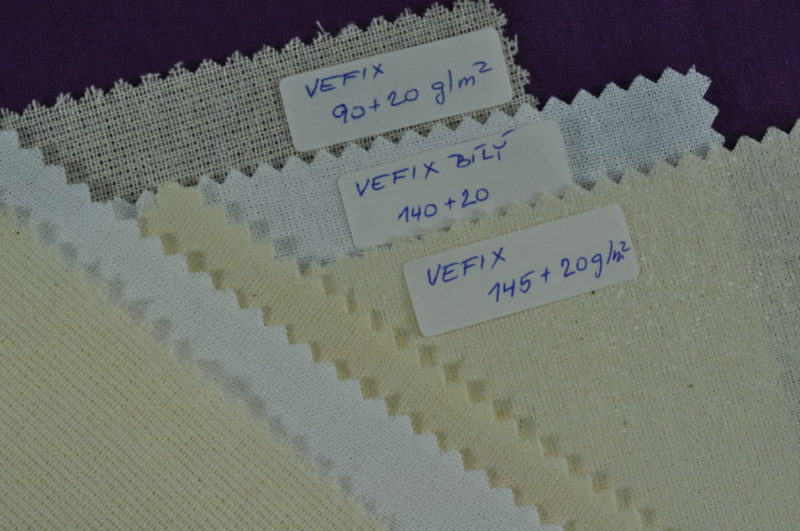 VEFIX
90+20 g/m²
VEFIX BÍLÝ
140+20
VEFIX
145+20g/m²